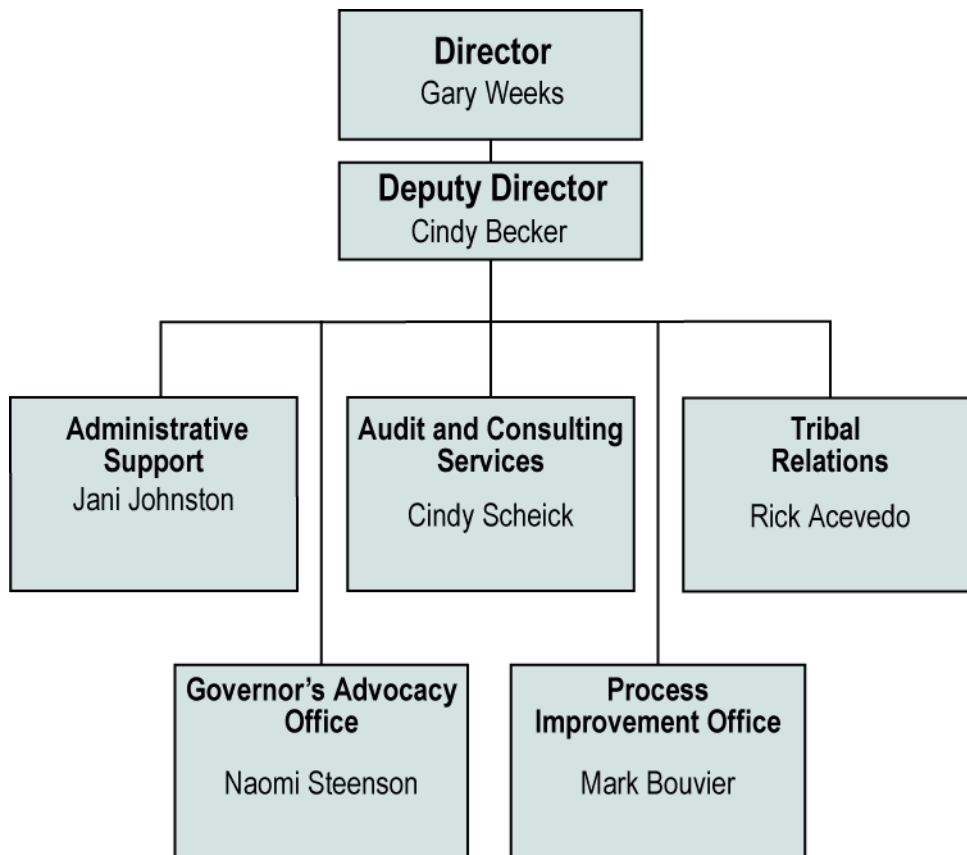 Director
Gary Weeks
Deputy Director
Cindy Becker
Administrative
Support
Jani Johnston
Audit and Consulting
Services
Cindy Scheick
Tribal
Relations
Rick Acevedo
Governor’s Advocacy
Office
Naomi Steenson
Process
Improvement Office
Mark Bouvier